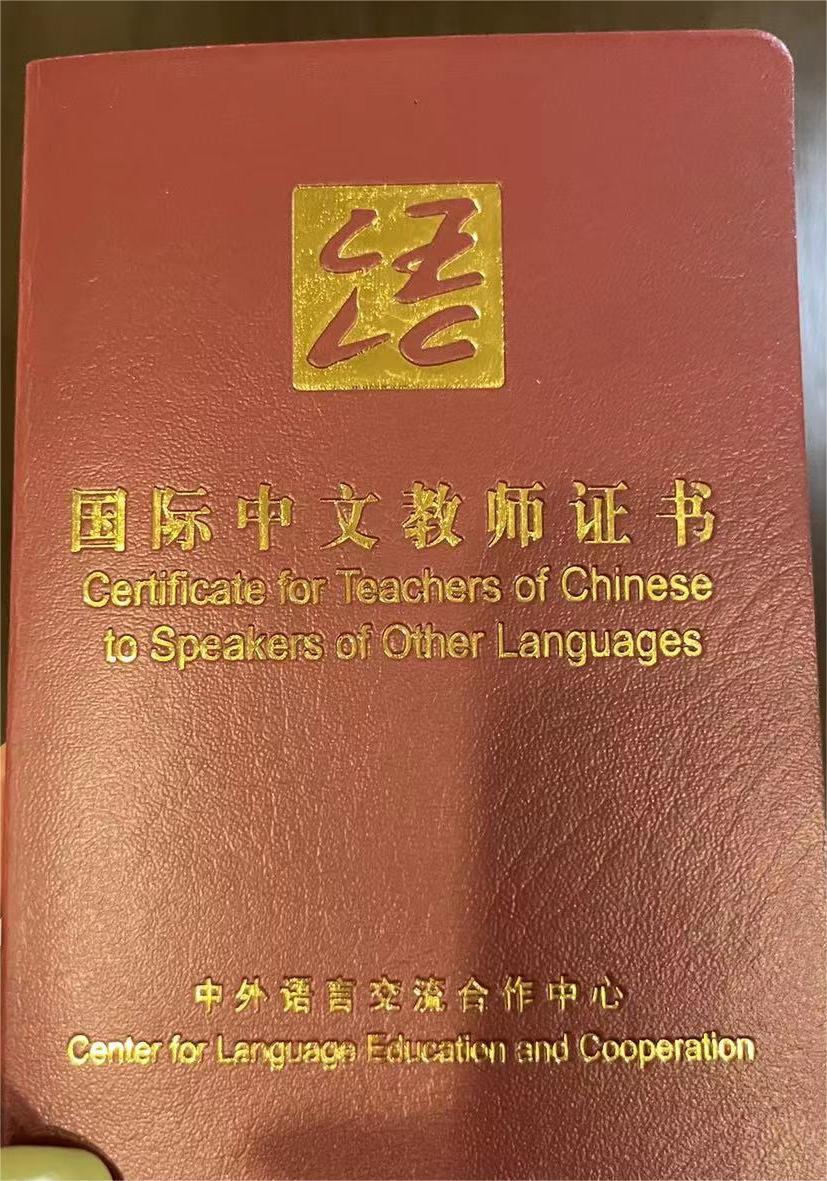 国际中文教师证书
Certificate for Teachers of Chinese
to Speakers of Other Languages
中外语言交流合作中心
Center for Language Education and Cooperation